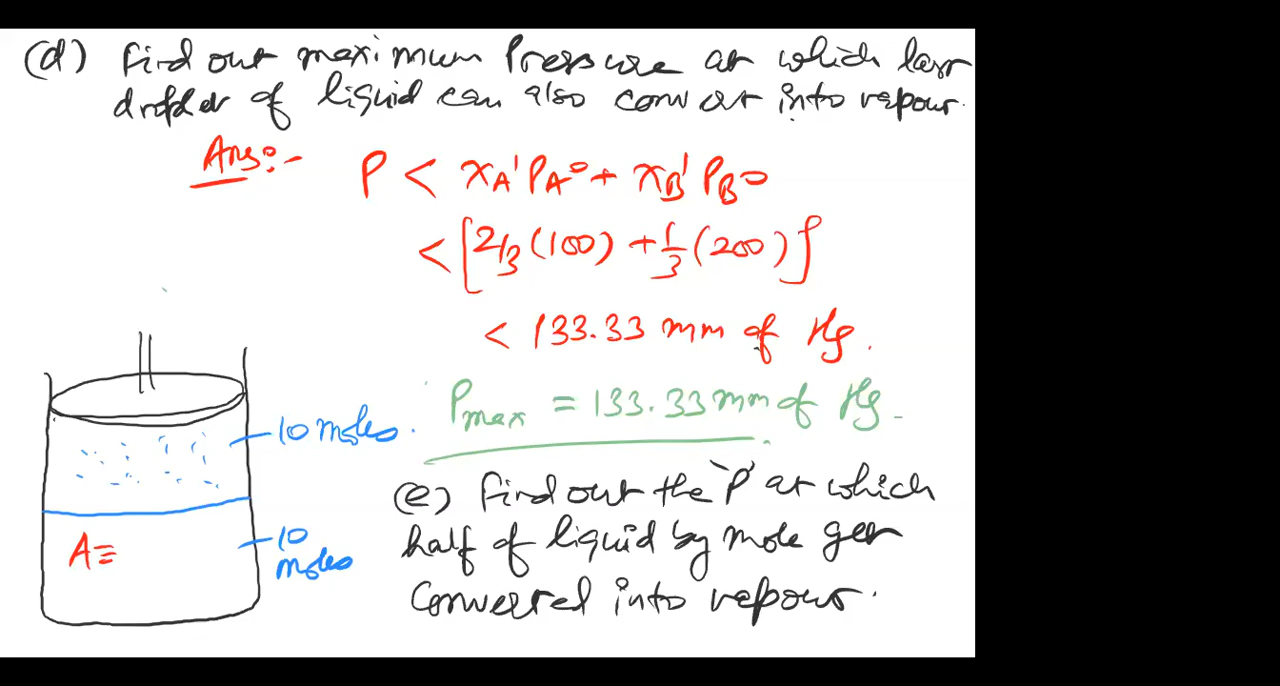 (d) Find out maximum Pressure at which last
droplet of liquid can also convert into vapour.
Ans:- P < xA' PA° + xB' PB°
< [2/3 (100) + 1/3 (200)]
< 133.33 mm of Hg.
Pmax = 133.33 mm of Hg.
10 moles.
(e) Find out the 'P' at which
half of liquid by mole get
converted into vapour.
A=
10
moles